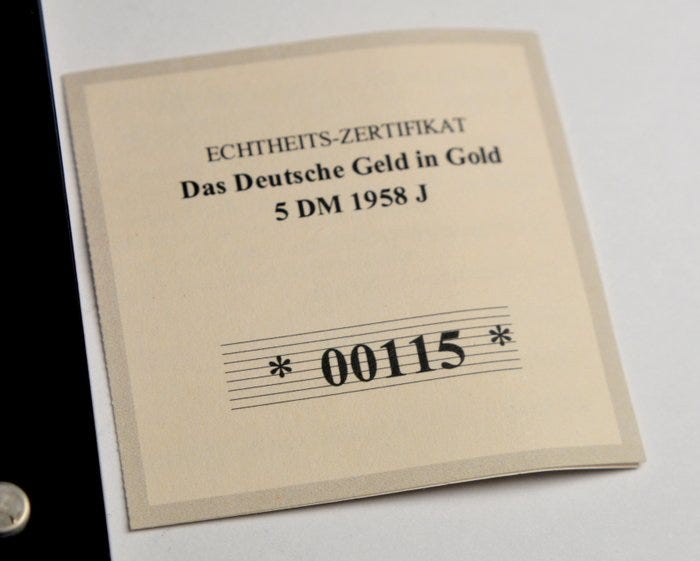 ECHTHEITS-ZERTIFIKAT
Das Deutsche Geld in Gold
5 DM 1958 J
* 00115 *